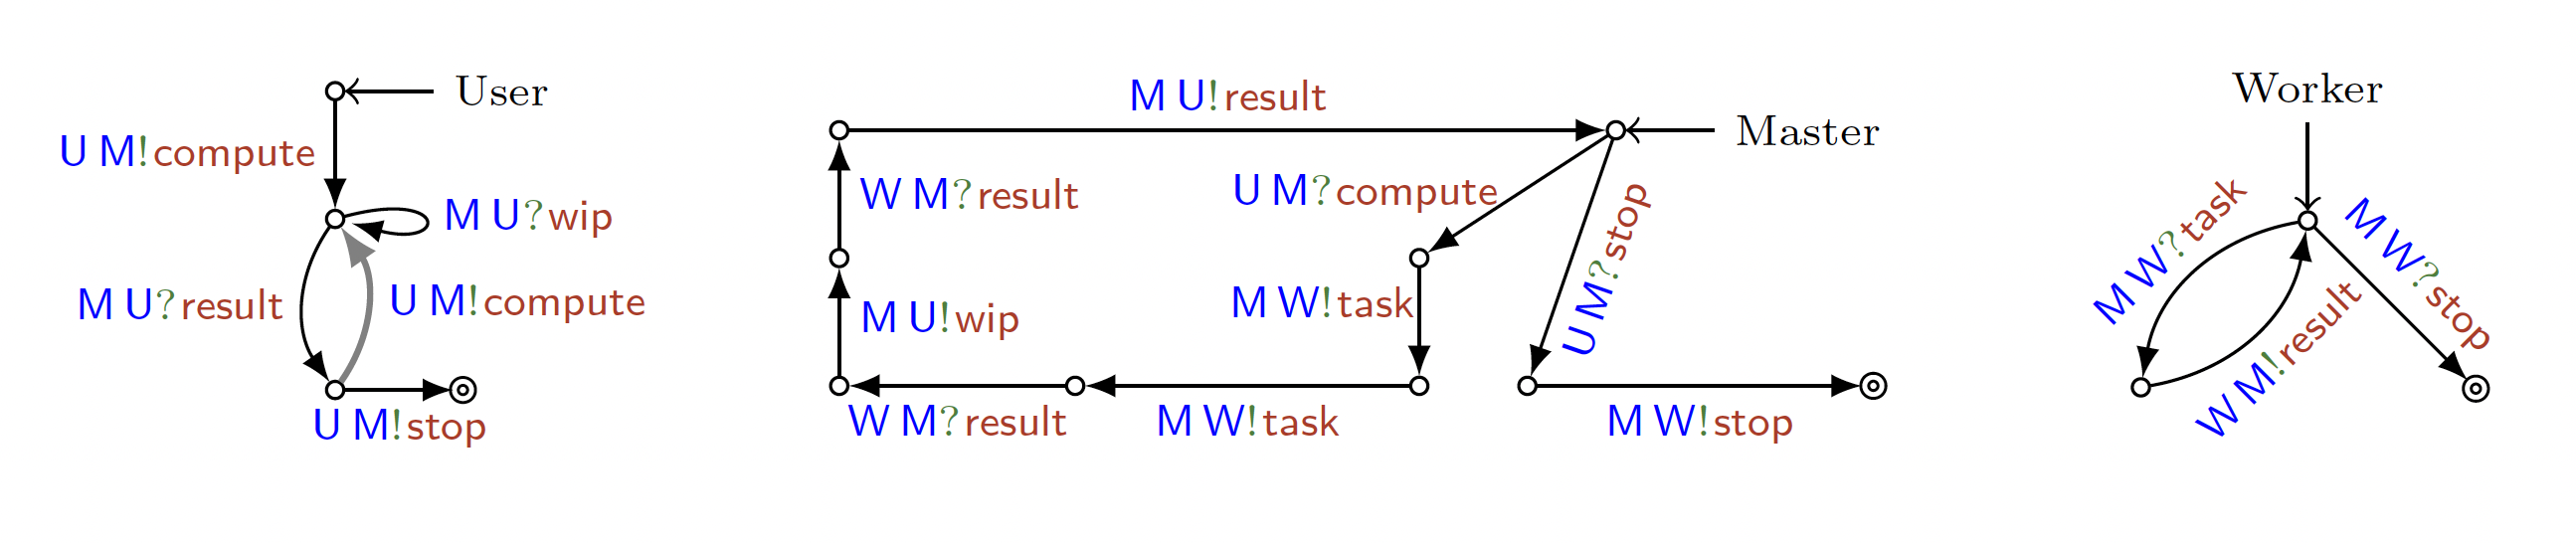 User
U M!compute
M U?wip
M U?result
U M!compute
U M!stop
M U!result
Master
W M?result
U M?compute
U M?stop
M W!task
M U!wip
W M?result
M W!task
M W!stop
Worker
M W?task
M W?stop
W M!result